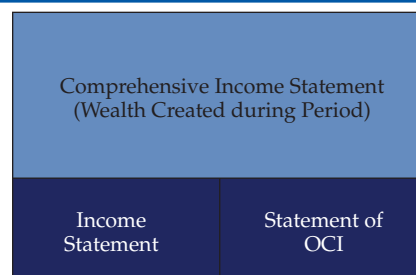 Comprehensive Income Statement
(Wealth Created during Period)
Income
Statement
Statement of
OCI